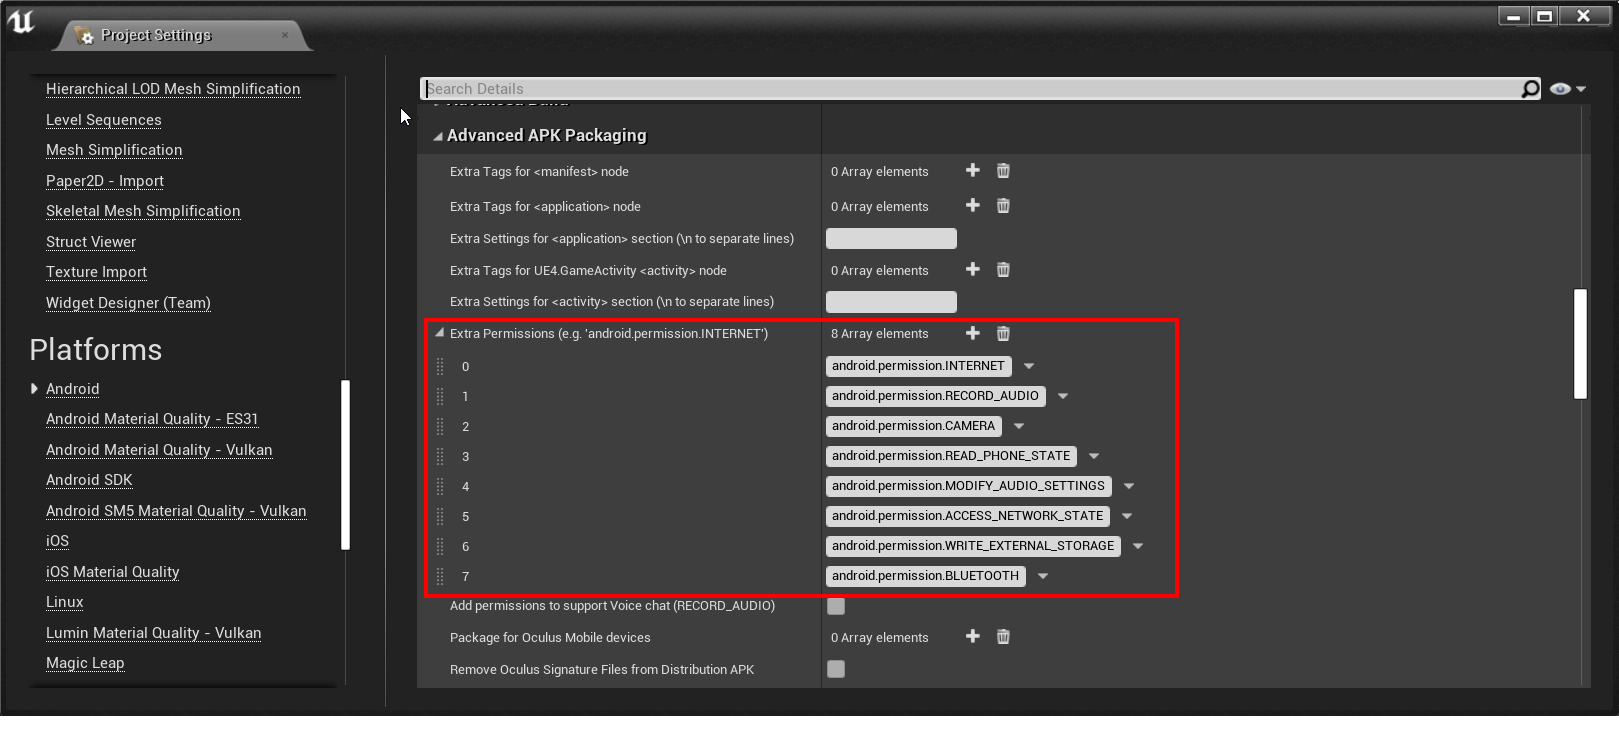 Project Settings
Hierarchical LOD Mesh Simplification
Level Sequences
Mesh Simplification
Paper2D - Import
Skeletal Mesh Simplification
Struct Viewer
Texture Import
Widget Designer (Team)
Platforms
Android
Android Material Quality - ES31
Android Material Quality - Vulkan
Android SDK
Android SM5 Material Quality - Vulkan
iOS
iOS Material Quality
Linux
Lumin Material Quality - Vulkan
Magic Leap
Search Details
Advanced Build
Advanced APK Packaging
Extra Tags for <manifest> node 0 Array elements
Extra Tags for <application> node 0 Array elements
Extra Settings for <application> section (\n to separate lines)
Extra Tags for UE4.GameActivity <activity> node 0 Array elements
Extra Settings for <activity> section (\n to separate lines)
Extra Permissions (e.g. 'android.permission.INTERNET') 8 Array elements
0 android.permission.INTERNET
1 android.permission.RECORD_AUDIO
2 android.permission.CAMERA
3 android.permission.READ_PHONE_STATE
4 android.permission.MODIFY_AUDIO_SETTINGS
5 android.permission.ACCESS_NETWORK_STATE
6 android.permission.WRITE_EXTERNAL_STORAGE
7 android.permission.BLUETOOTH
Add permissions to support Voice chat (RECORD_AUDIO)
Package for Oculus Mobile devices 0 Array elements
Remove Oculus Signature Files from Distribution APK